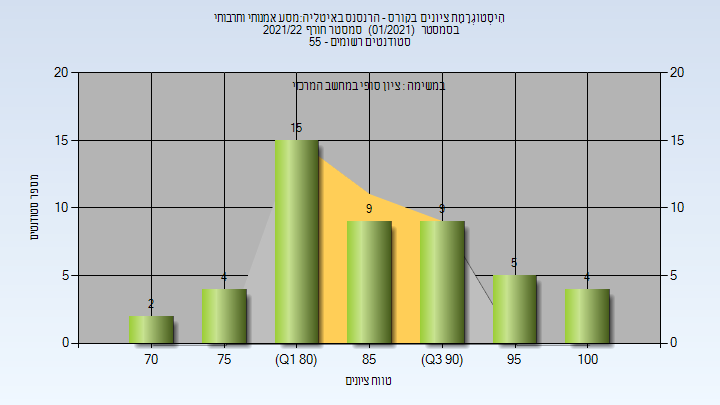 היסטוגרמת ציונים בקורס - הרנסנס באיטליה:מסע אמנותי ותרבותי
בסמסטר (01/2021) סמסטר חורף 2021/22
סטודנטים רשומים - 55
במשימה : ציון סופי במחשב המרכזי
מספר סטודנטים
20 20
15 15
10 10
5 5
0 0
2 4 15 9 9 5 4
70 75 (Q1 80) 85 (Q3 90) 95 100
טווח ציונים